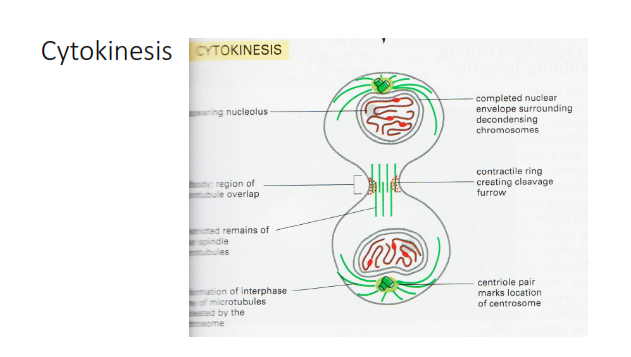 Cytokinesis
CYTOKINESIS
nucleolus
completed nuclear
envelope surrounding
decondensing
chromosomes
region of
overlap
contractile ring
creating cleavage
furrow
remains of
spindle
centriole pair
marks location
of centrosome
of interphase
of microtubules
by the